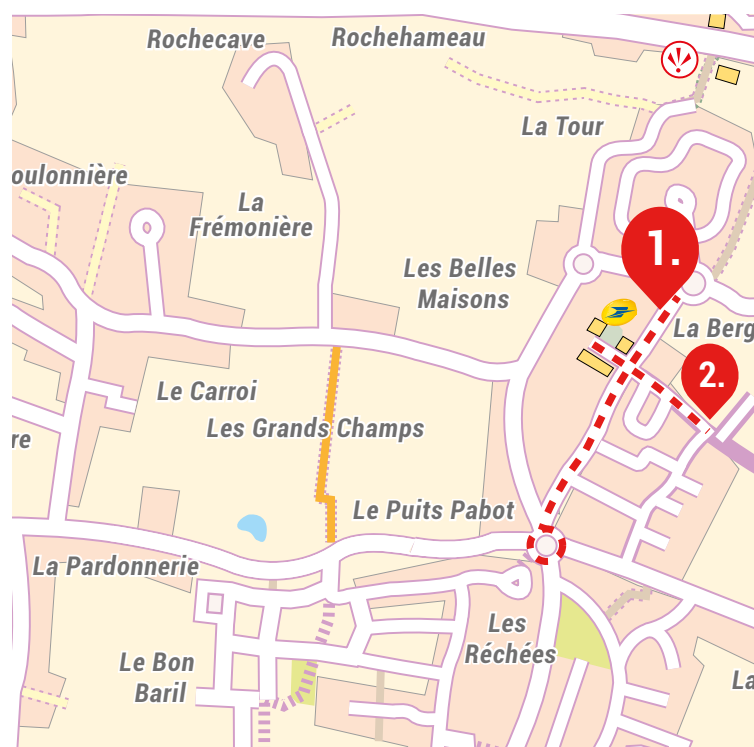 Rochecave
Rochehameau
La Tour
oulonnière
La
Frémonière
1.
Les Belles
Maisons
La Berg
2.
Le Carroi
Les Grands Champs
re
Le Puits Pabot
La Pardonnerie
Les
Réchées
Le Bon
Baril
La